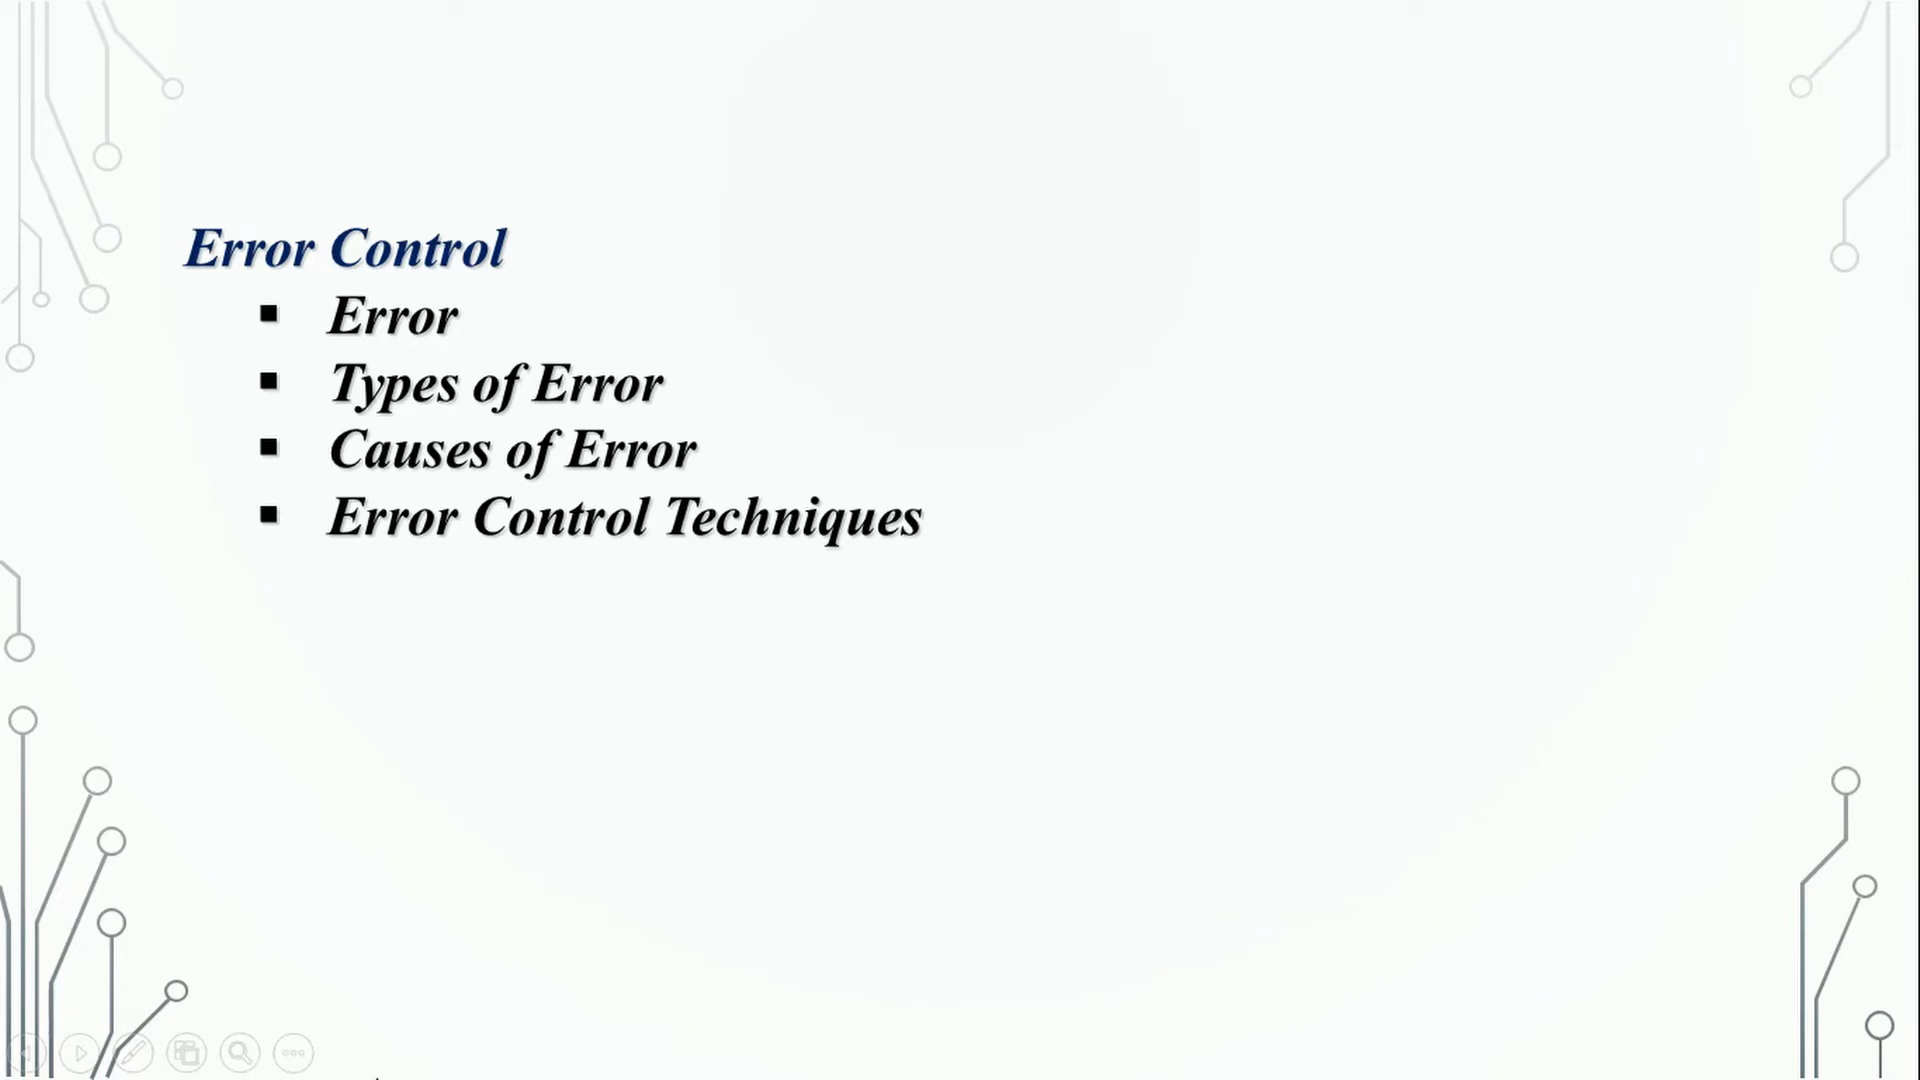 Error Control
▪ Error
▪ Types of Error
▪ Causes of Error
▪ Error Control Techniques